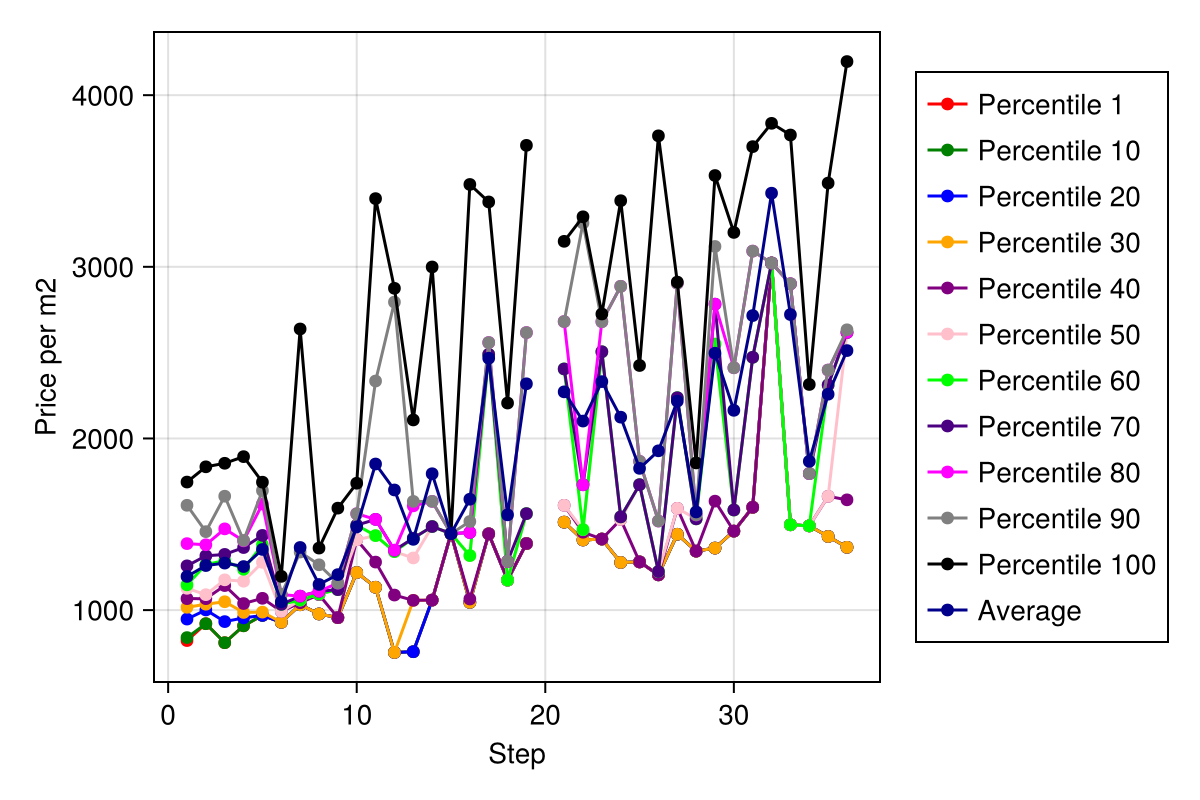 4000
3000
2000
1000
Price per m2
0 10 20 30
Step
Percentile 1
Percentile 10
Percentile 20
Percentile 30
Percentile 40
Percentile 50
Percentile 60
Percentile 70
Percentile 80
Percentile 90
Percentile 100
Average